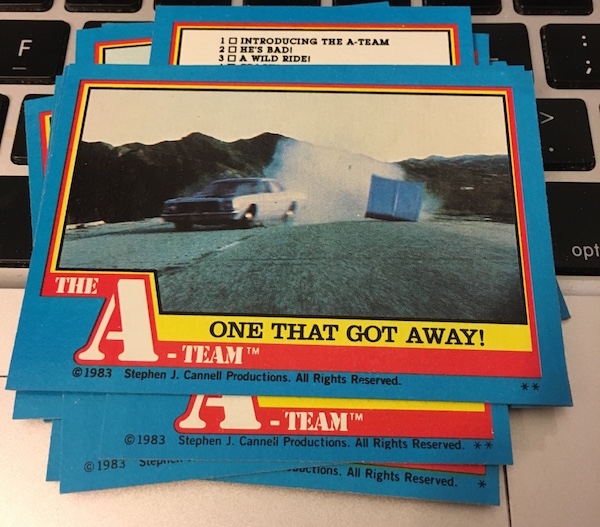 F
1 □ INTRODUCING THE A-TEAM
2 □ HE'S BAD!
3 □ A WILD RIDE!
:
;
>
opt
THE
A
ONE THAT GOT AWAY!
- TEAM™
©1983 Stephen J. Cannell Productions. All Rights Reserved.
**
A
- TEAM™
©1983 Stephen J. Cannell Productions. All Rights Reserved. **
©1983 All Rights Reserved. *